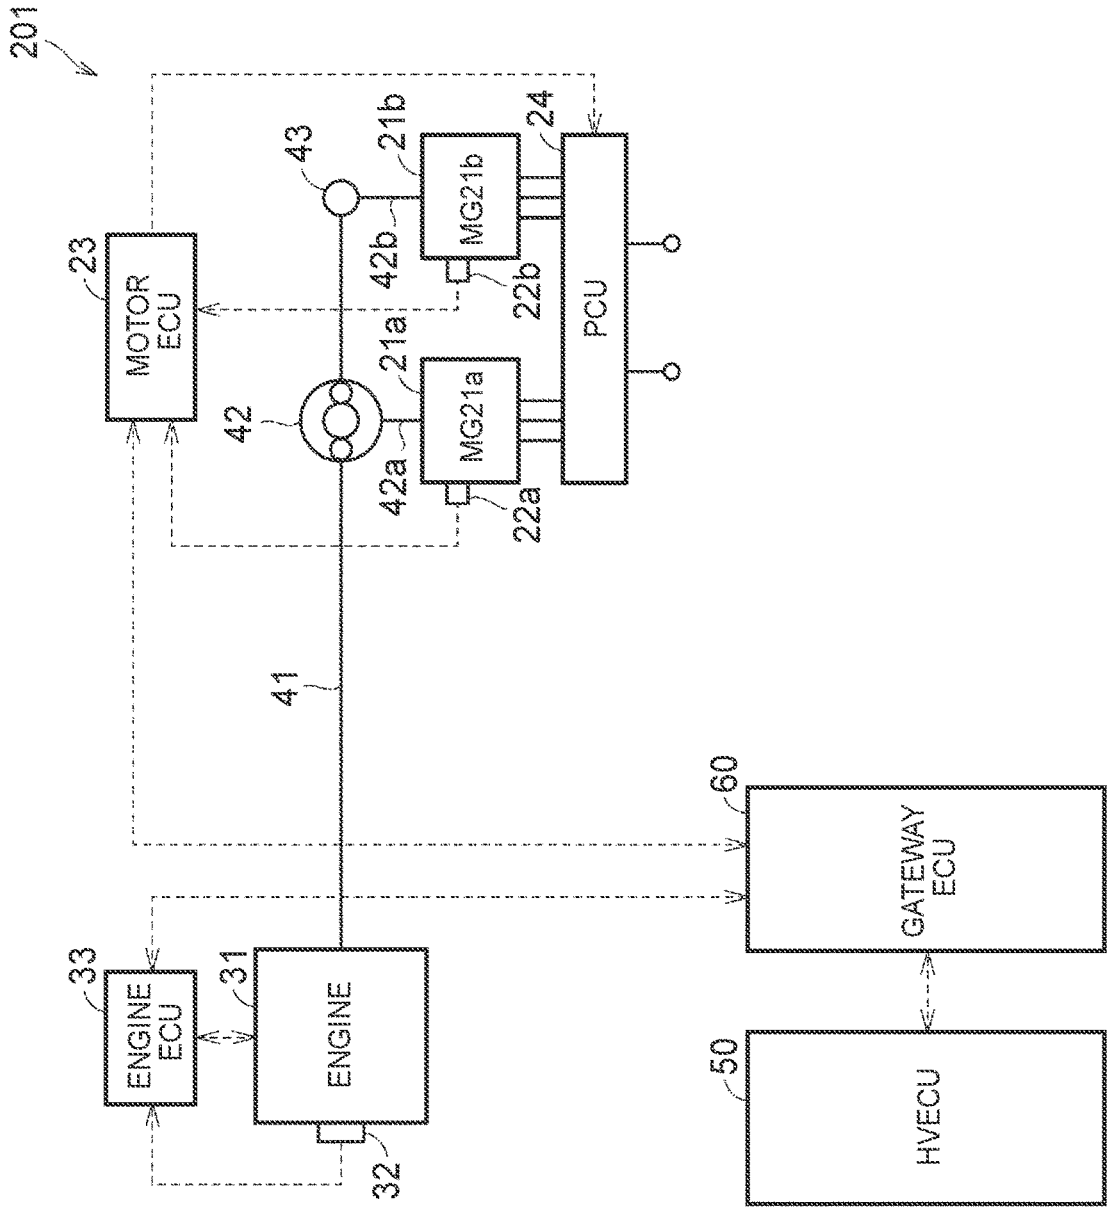 201
33
ENGINE
ECU
31
ENGINE
32
41
23
MOTOR
ECU
42
43
42a
21a
MG21a
22a
42b
21b
MG21b
22b
24
PCU
50
HVECU
60
GATEWAY
ECU